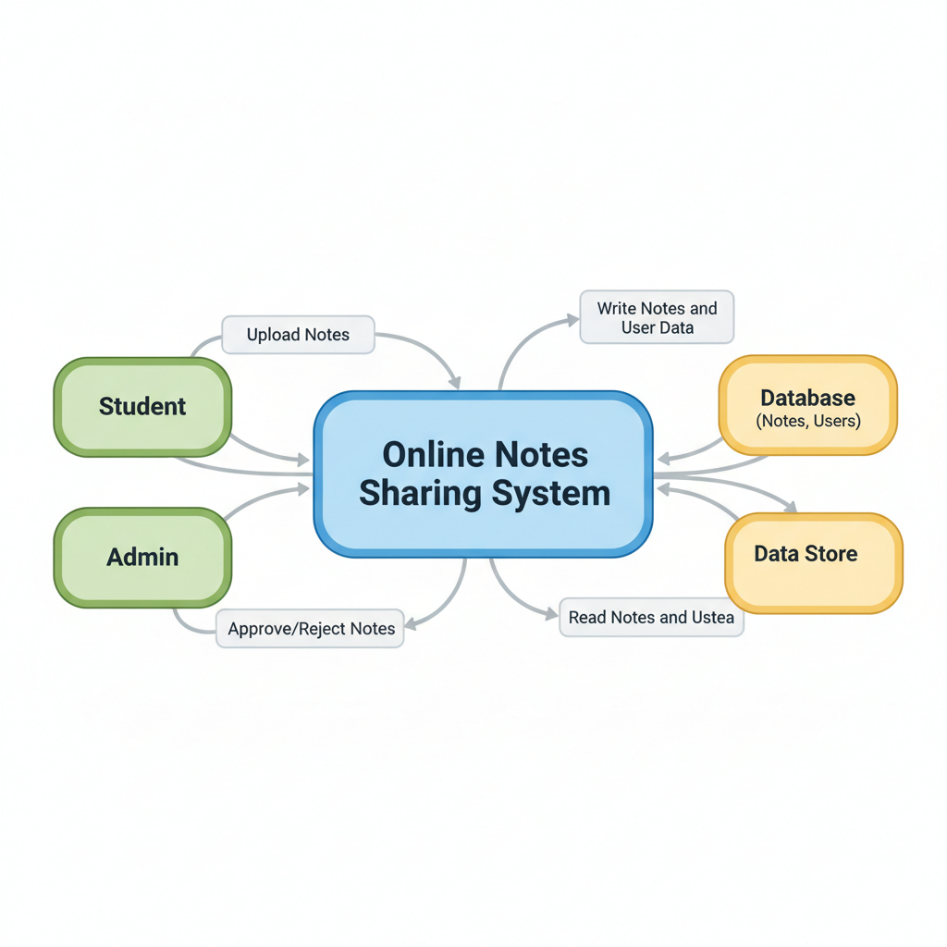 Write Notes and
User Data
Upload Notes
Student
Database
(Notes, Users)
Online Notes
Sharing System
Admin
Data Store
Approve/Reject Notes
Read Notes and Ustea